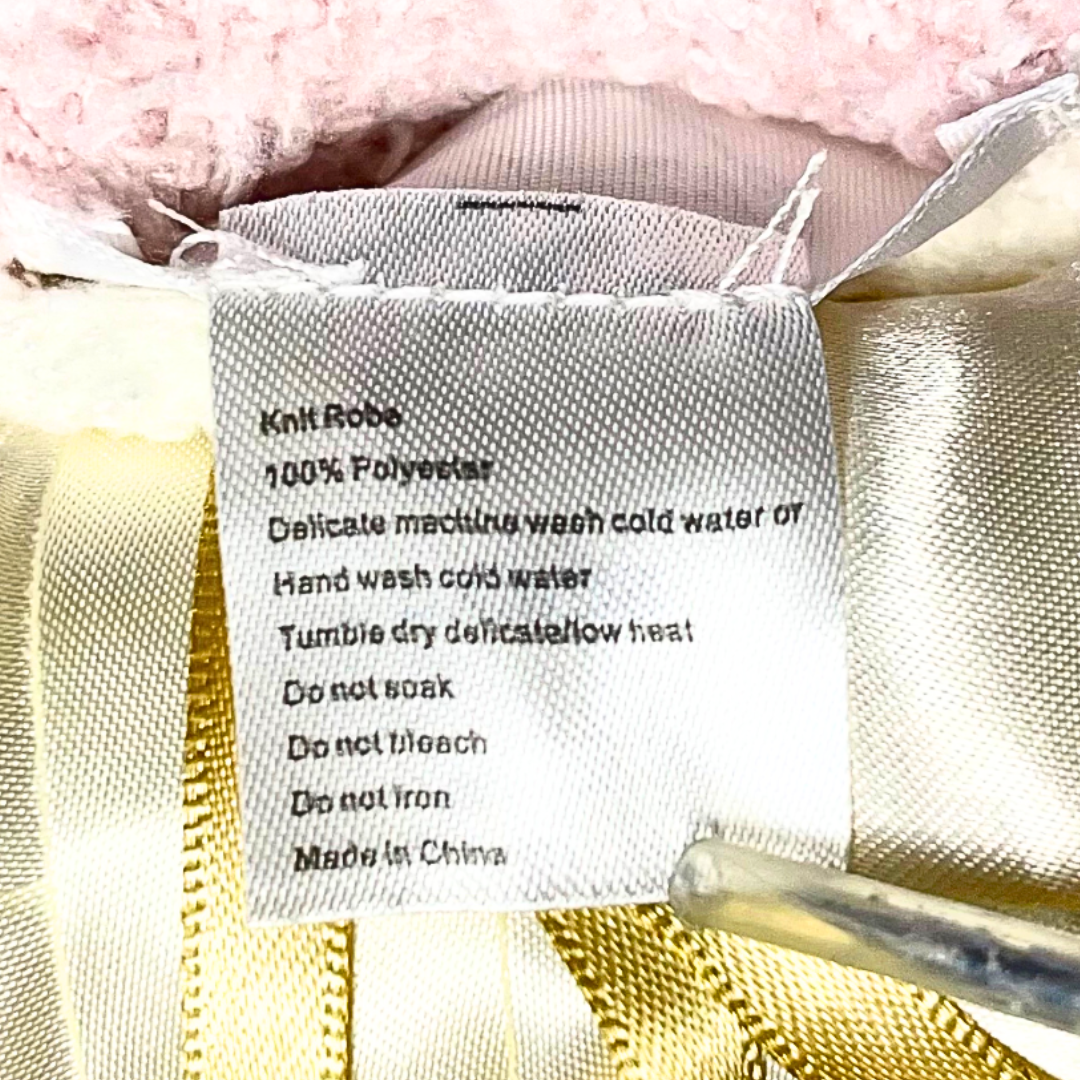 Knit Robe
100% Polyester
Delicate machine wash cold water or
Hand wash cold water
Tumble dry delicate/low heat
Do not soak
Do not bleach
Do not iron
Made in China